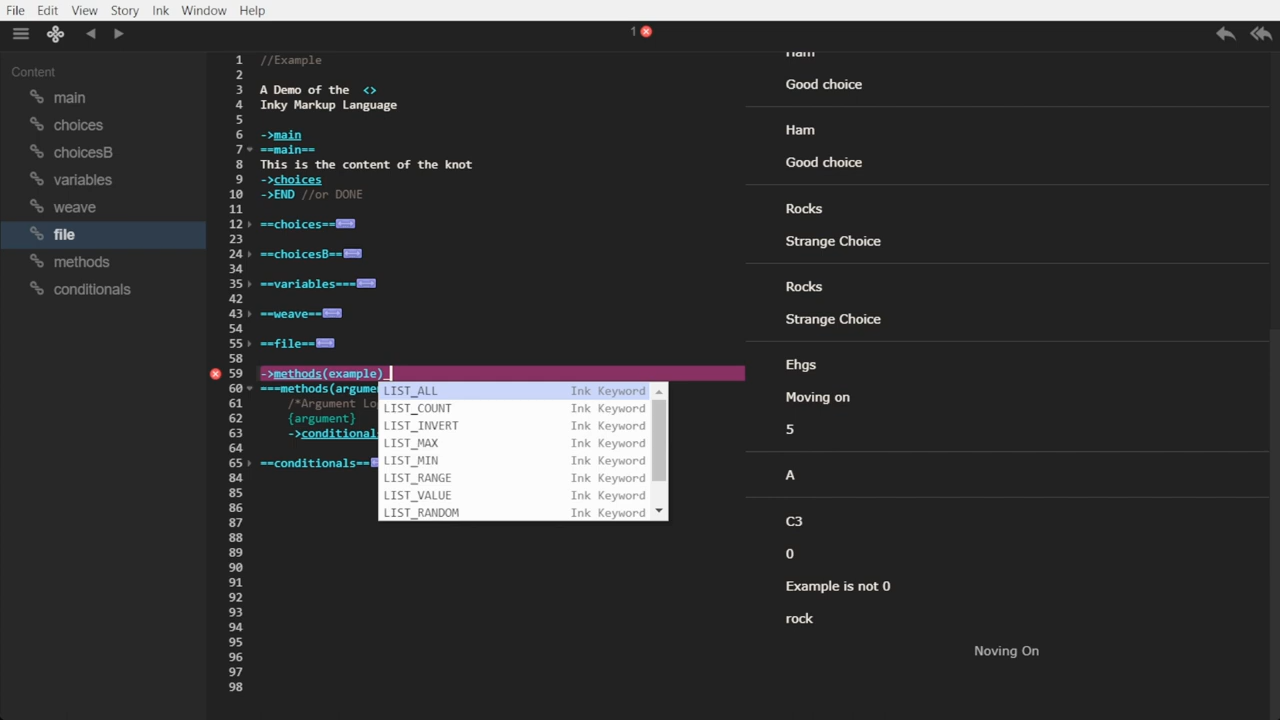 File Edit View Story Ink Window Help
1
Content
main
choices
choicesB
variables
weave
file
methods
conditionals
1 //Example
2
3 A Demo of the <>
4 Inky Markup Language
5
6 ->main
7 ==main==
8 This is the content of the knot
9 ->choices
10 ->END //or DONE
11
12 ==choices==
23
24 ==choicesB==
34
35 ==variables===
42
43 ==weave==
54
55 ==file==
58
59 ->methods(example)_
60 ===methods(argume
61 /*Argument Lo
62 {argument}
63 ->conditional
64
65 ==conditionals==
84
85
86
87
88
89
90
91
92
93
94
95
96
97
98
LIST_ALL Ink Keyword
LIST_COUNT Ink Keyword
LIST_INVERT Ink Keyword
LIST_MAX Ink Keyword
LIST_MIN Ink Keyword
LIST_RANGE Ink Keyword
LIST_VALUE Ink Keyword
LIST_RANDOM Ink Keyword
Ham
Good choice
Ham
Good choice
Rocks
Strange Choice
Rocks
Strange Choice
Ehgs
Moving on
5
A
C3
0
Example is not 0
rock
Noving On